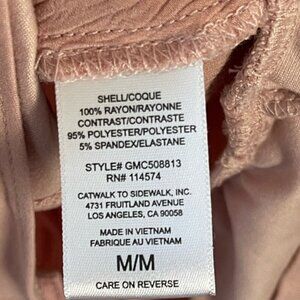 SHELL/COQUE
100% RAYON/RAYONNE
CONTRAST/CONTRASTE
95% POLYESTER/POLYESTER
5% SPANDEX/ELASTANE
STYLE# GMC508813
RN# 114574
CATWALK TO SIDEWALK, INC.
4731 FRUITLAND AVENUE
LOS ANGELES, CA 90058
MADE IN VIETNAM
FABRIQUE AU VIETNAM
M/M
CARE ON REVERSE